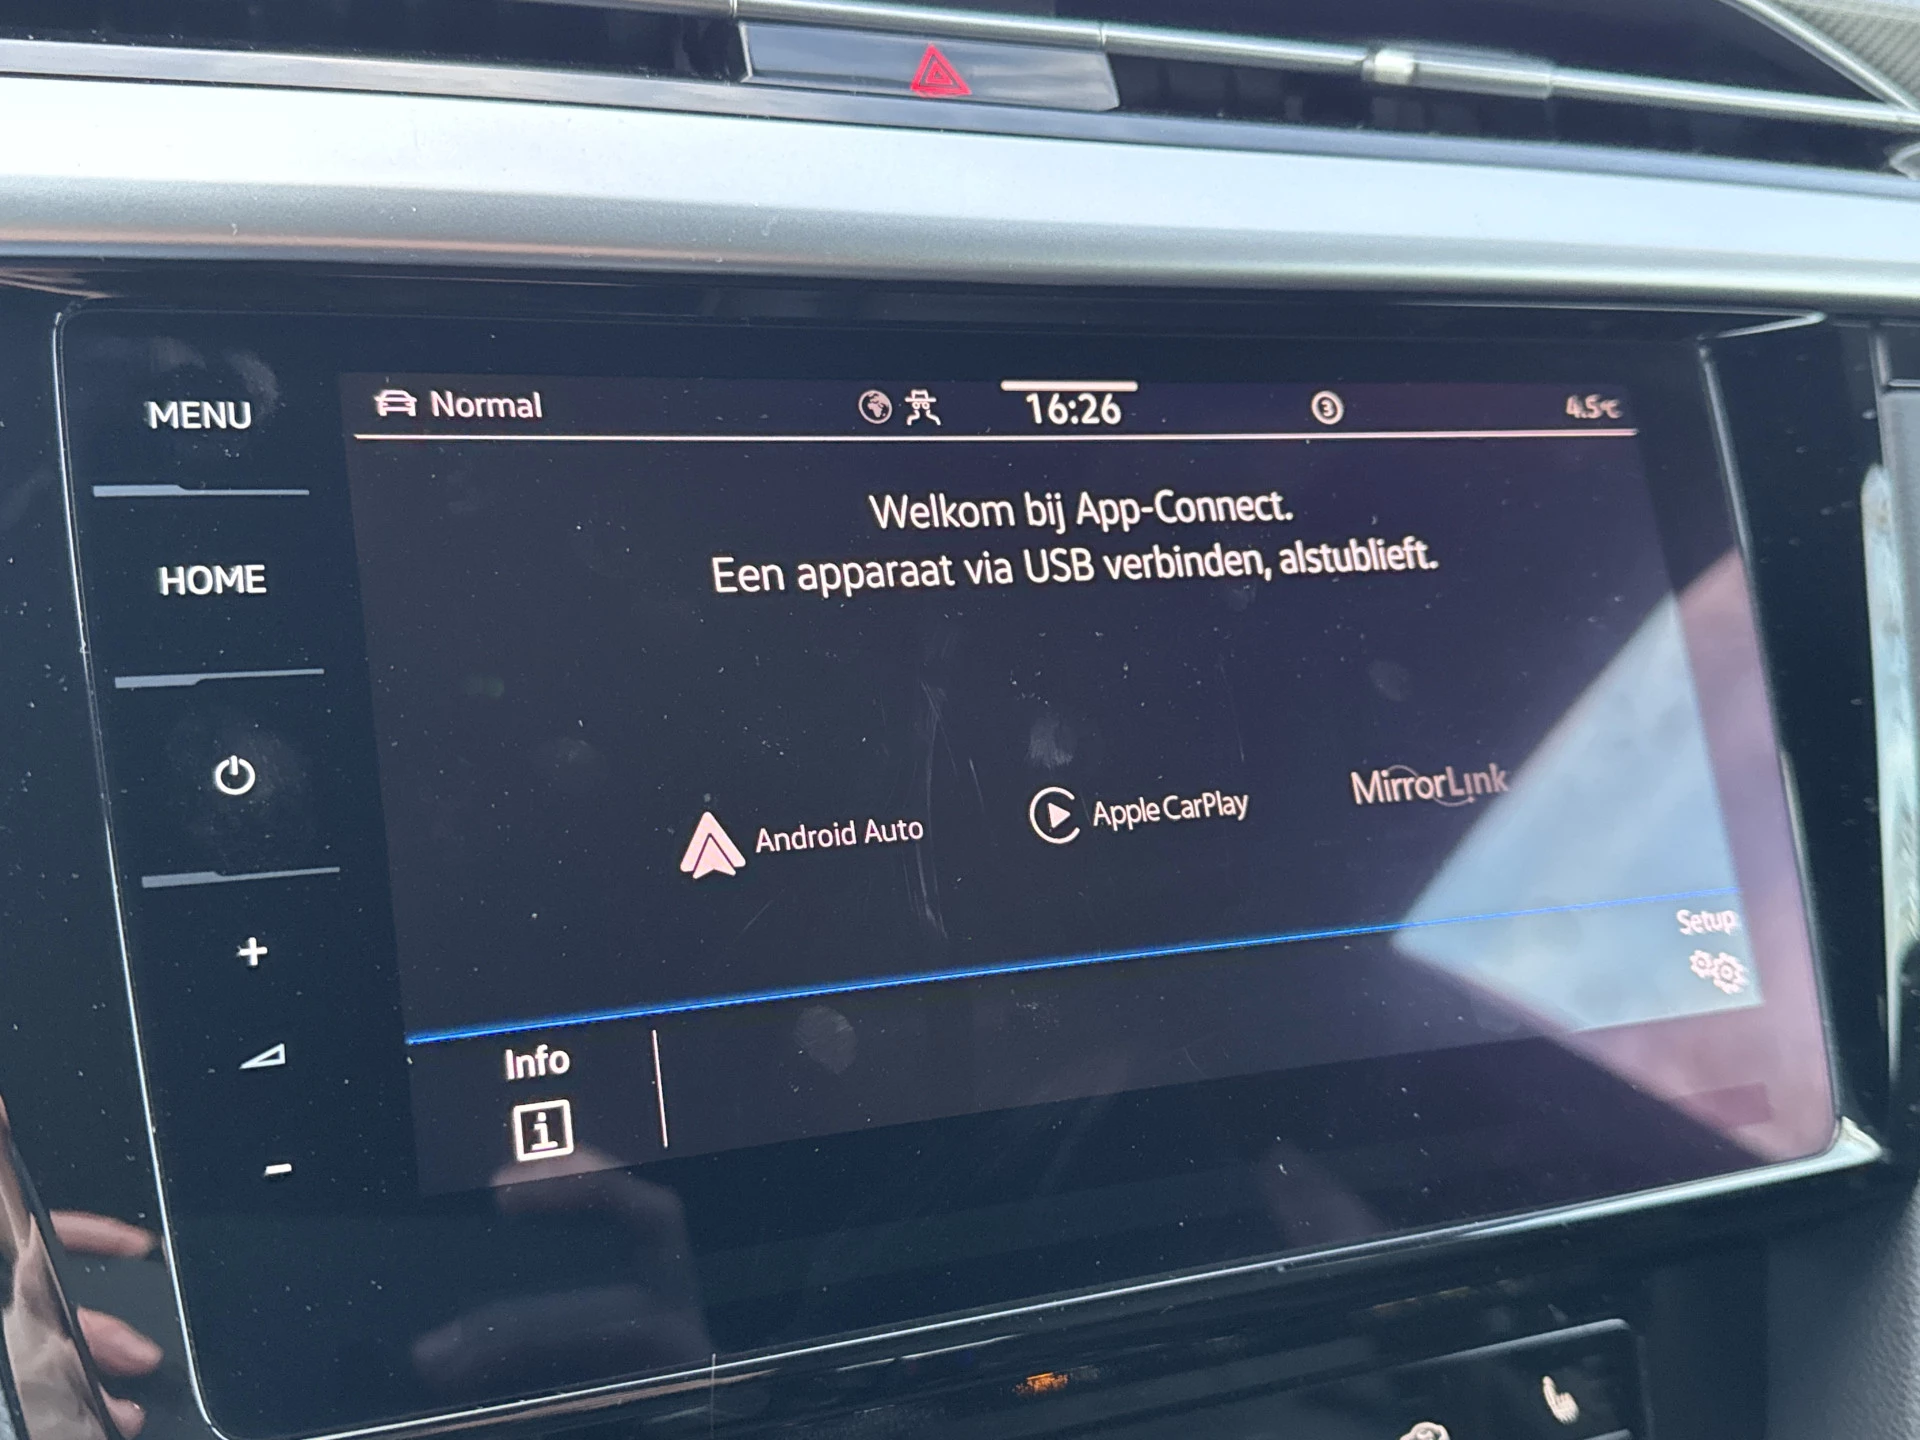 MENU
Normal
16:26
3
4.5°C
Welkom bij App-Connect.
Een apparaat via USB verbinden, alstublieft.
HOME
Android Auto
Apple CarPlay
MirrorLink
Setup
+
Info
i
-